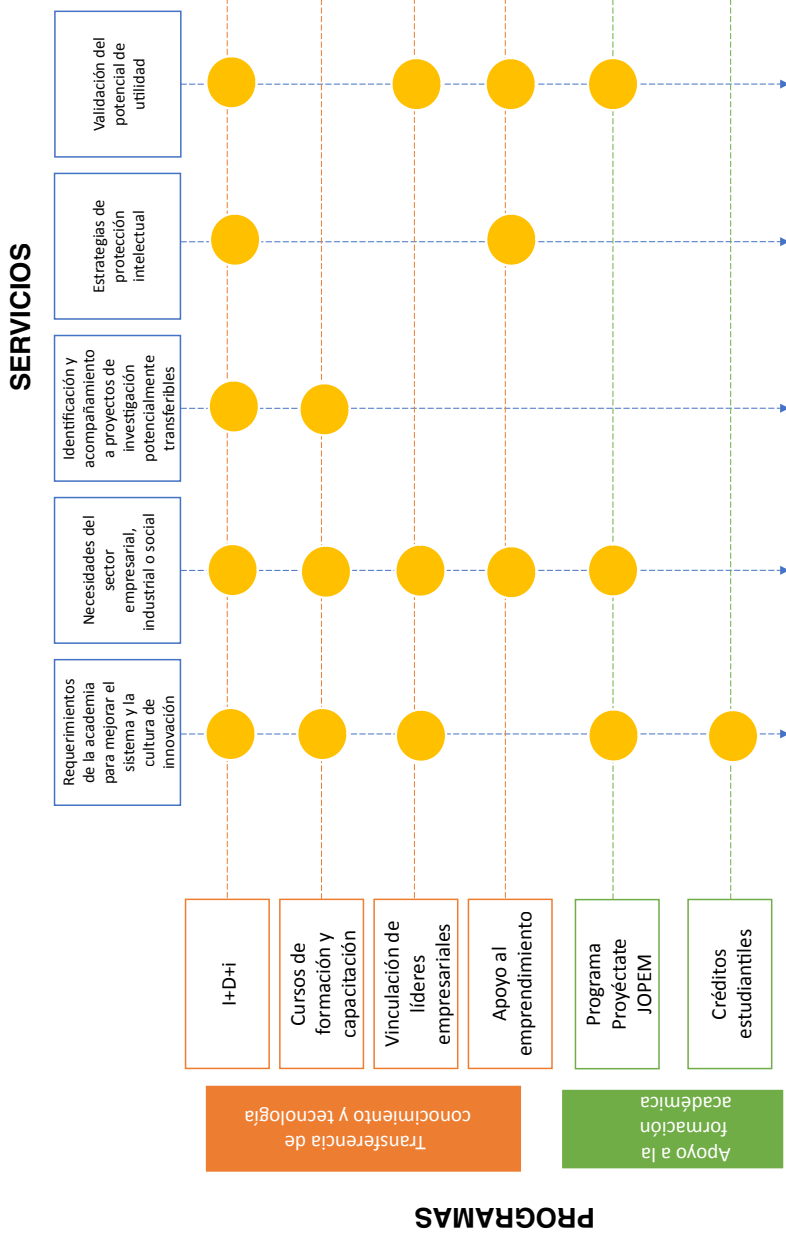 SERVICIOS
Requerimientos
de la academia
para mejorar el
sistema y la
cultura de
innovación
Necesidades del
sector
empresarial,
industrial o social
Identificación y
acompañamiento
a proyectos de
investigación
potencialmente
transferibles
Estrategias de
protección
intelectual
Validación del
potencial de
utilidad
PROGRAMAS
Transferencia de
conocimiento y tecnología
I+D+i
Cursos de
formación y
capacitación
Vinculación de
líderes
empresariales
Apoyo al
emprendimiento
Apoyo a la
formación
académica
Programa
Proyéctate
JOPEM
Créditos
estudiantiles